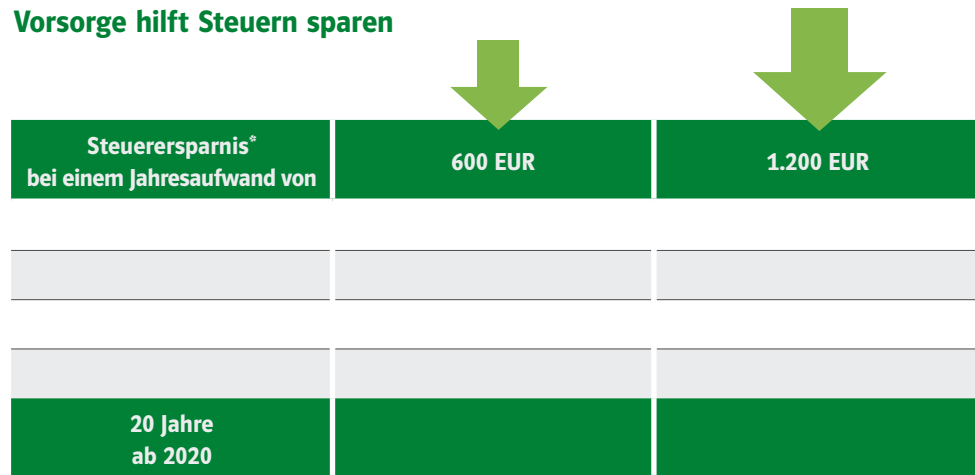 Vorsorge hilft Steuern sparen
Steuerersparnis*
bei einem Jahresaufwand von
600 EUR
1.200 EUR
20 Jahre
ab 2020